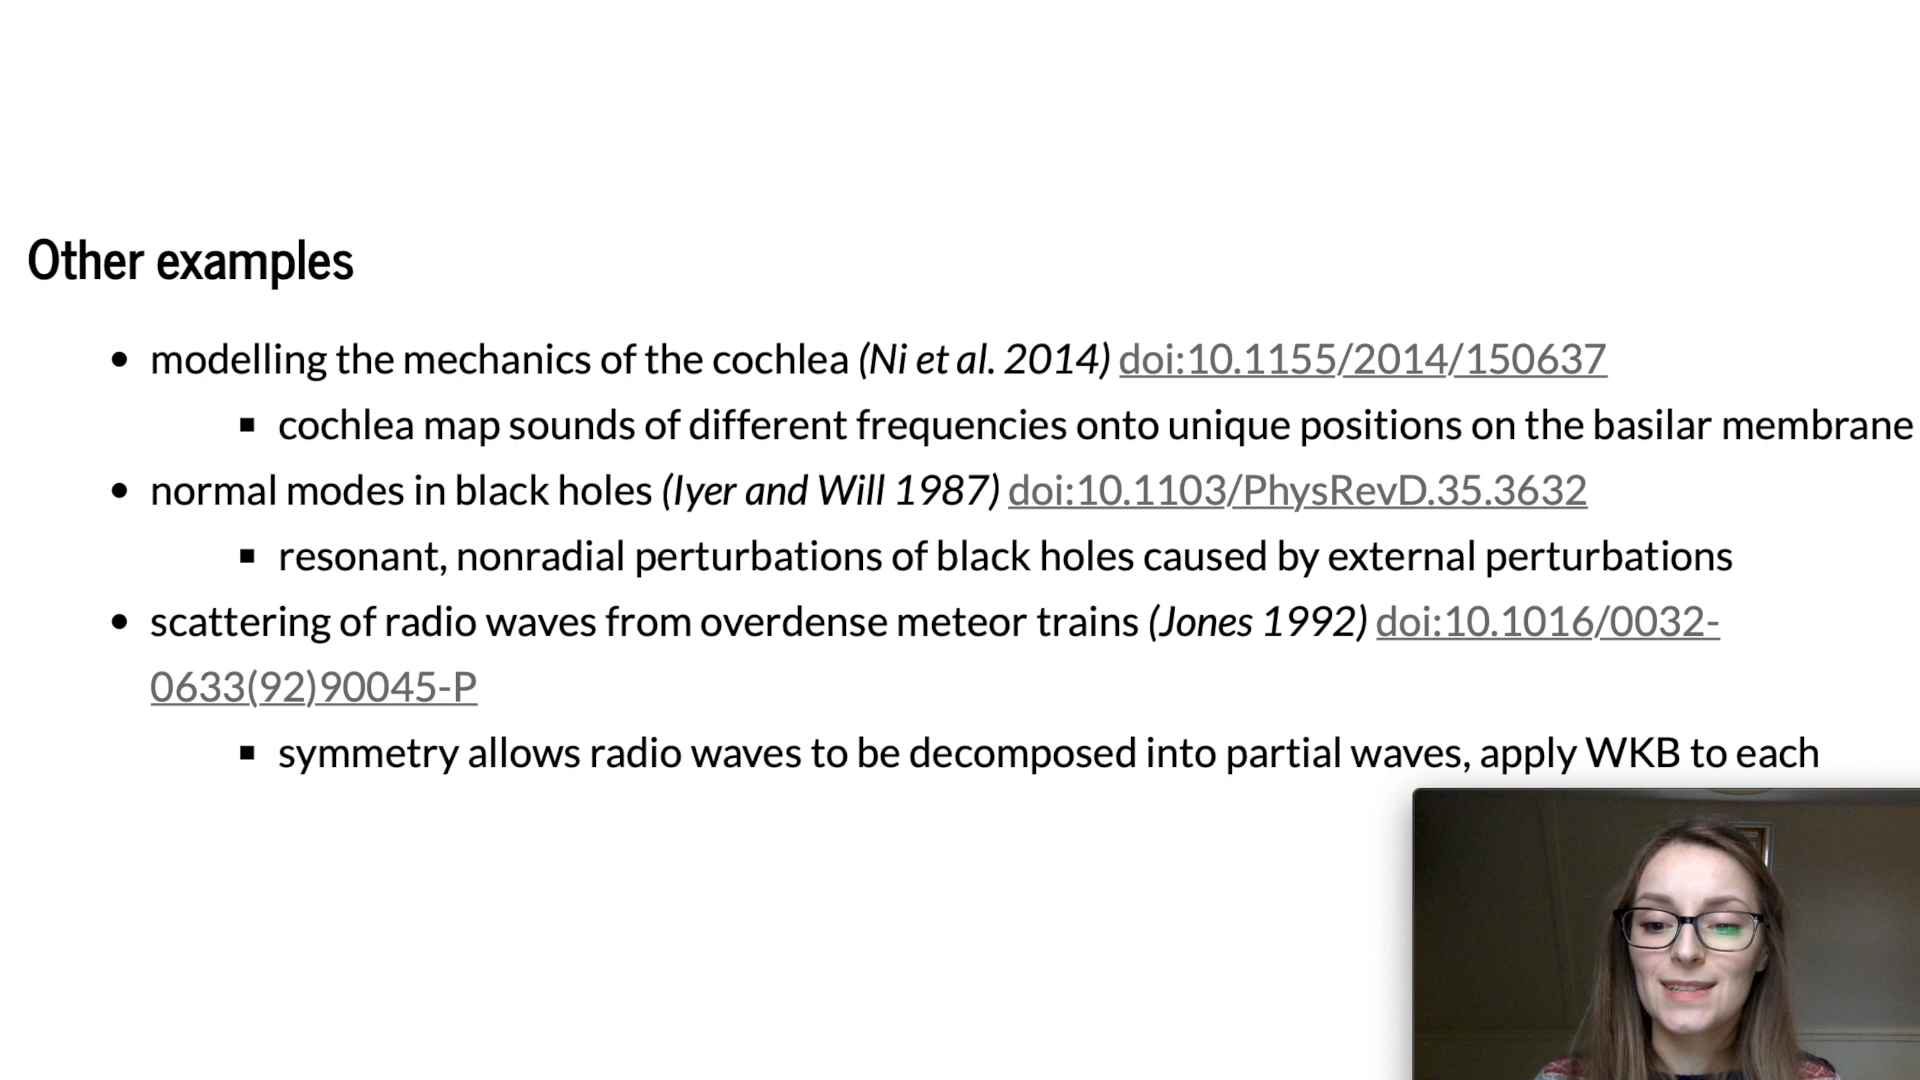 Other examples
• modelling the mechanics of the cochlea (Ni et al. 2014) doi:10.1155/2014/150637
▪ cochlea map sounds of different frequencies onto unique positions on the basilar membrane
• normal modes in black holes (Iyer and Will 1987) doi:10.1103/PhysRevD.35.3632
▪ resonant, nonradial perturbations of black holes caused by external perturbations
• scattering of radio waves from overdense meteor trains (Jones 1992) doi:10.1016/0032-
0633(92)90045-P
▪ symmetry allows radio waves to be decomposed into partial waves, apply WKB to each